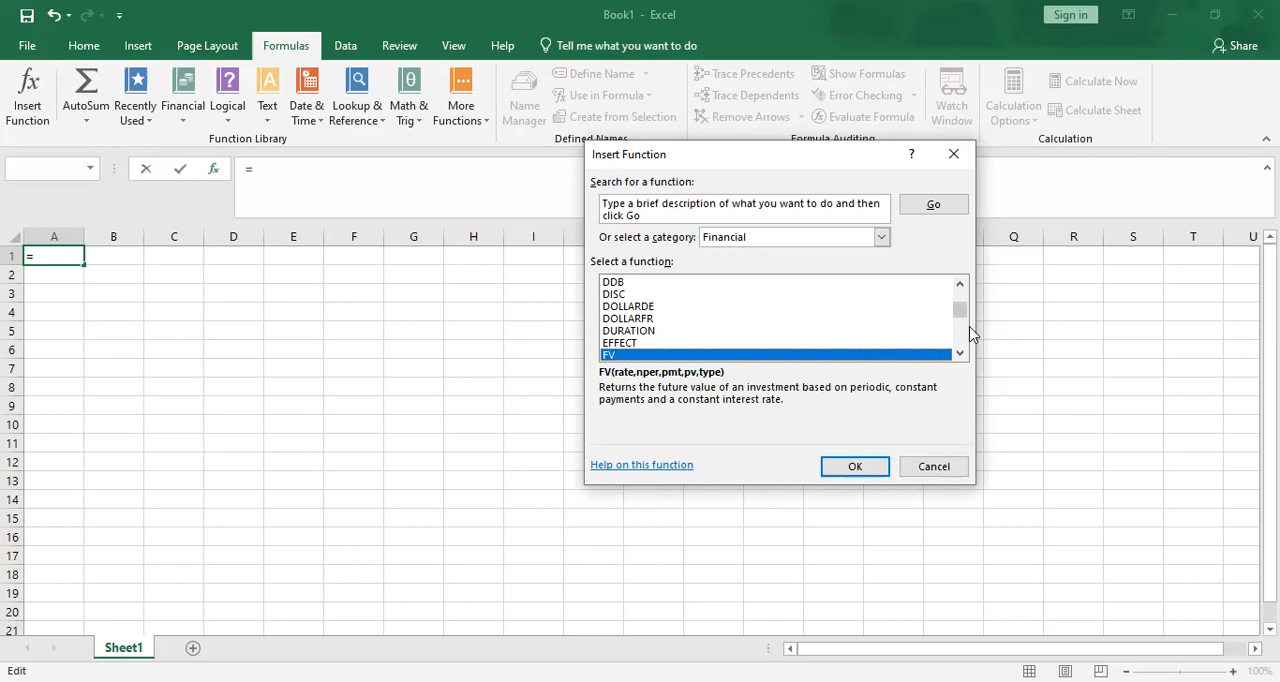 Book1 - Excel
Sign in
File Home Insert Page Layout Formulas Data Review View Help Tell me what you want to do
Share
fx
Insert
Function
AutoSum
Recently
Used
Financial
Logical
Text
Date &
Time
Lookup &
Reference
Math &
Trig
More
Functions
Function Library
Name
Manager
Define Name
Use in Formula
Create from Selection
Defined Names
Trace Precedents
Trace Dependents
Remove Arrows
Show Formulas
Error Checking
Evaluate Formula
Formula Auditing
Watch
Window
Calculation
Options
Calculate Now
Calculate Sheet
Calculation
fx
=
A B C D E F G H I Q R S T U
1 =
2
3
4
5
6
7
8
9
10
11
12
13
14
15
16
17
18
19
20
21
Insert Function
?
Search for a function:
Type a brief description of what you want to do and then
click Go
Go
Or select a category: Financial
Select a function:
DDB
DISC
DOLLARDE
DOLLARFR
DURATION
EFFECT
FV
FV(rate,nper,pmt,pv,type)
Returns the future value of an investment based on periodic, constant
payments and a constant interest rate.
Help on this function
OK
Cancel
Sheet1
Edit
100%